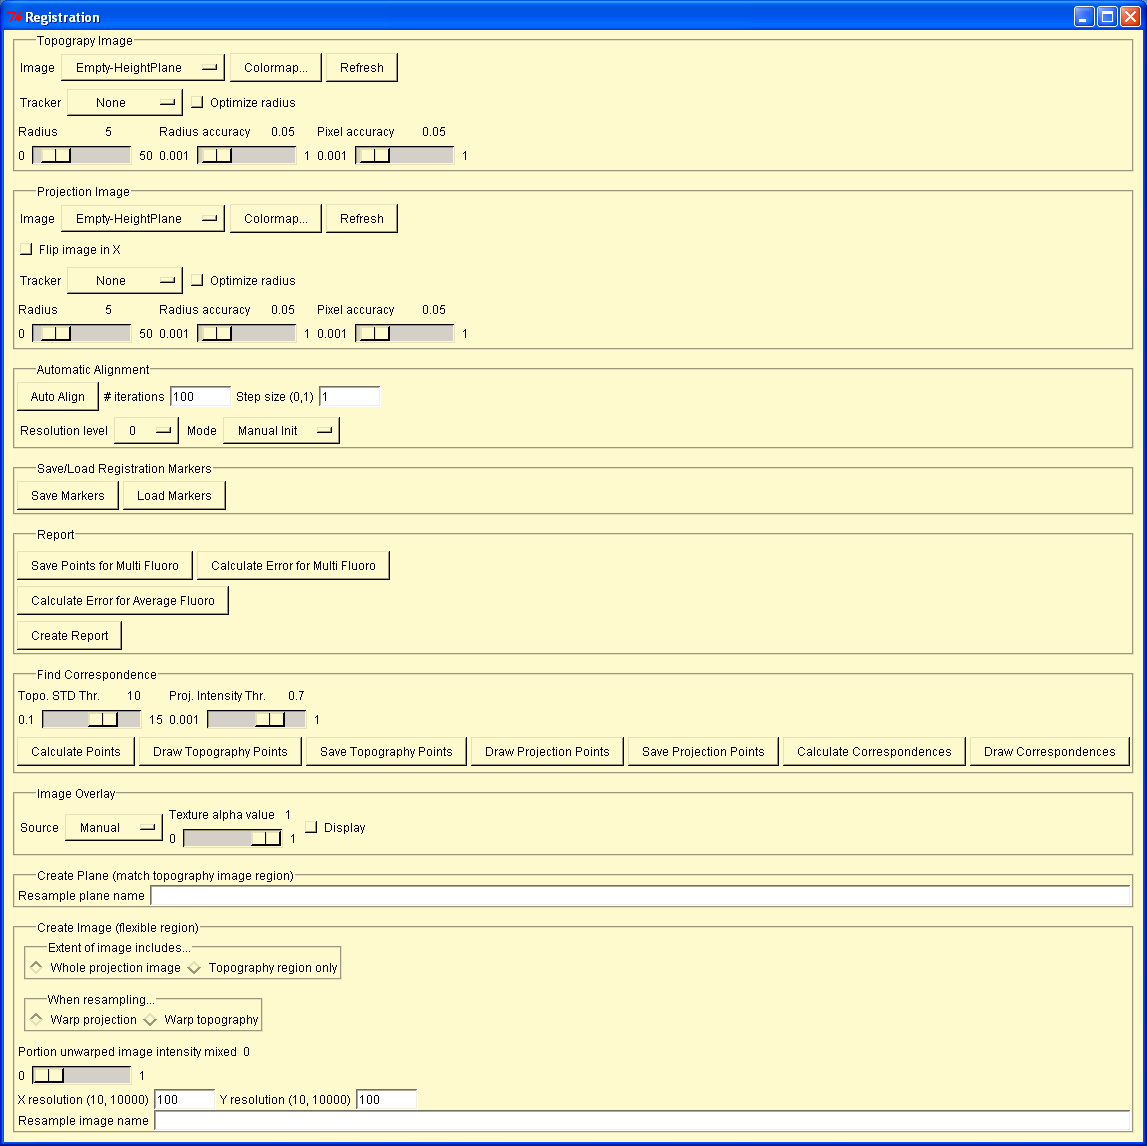 Registration
Topograpy Image
Image Empty-HeightPlane Colormap... Refresh
Tracker None Optimize radius
Radius 5 Radius accuracy 0.05 Pixel accuracy 0.05
0 50 0.001 1 0.001 1
Projection Image
Image Empty-HeightPlane Colormap... Refresh
Flip image in X
Tracker None Optimize radius
Radius 5 Radius accuracy 0.05 Pixel accuracy 0.05
0 50 0.001 1 0.001 1
Automatic Alignment
Auto Align # iterations 100 Step size (0,1) 1
Resolution level 0 Mode Manual Init
Save/Load Registration Markers
Save Markers Load Markers
Report
Save Points for Multi Fluoro Calculate Error for Multi Fluoro
Calculate Error for Average Fluoro
Create Report
Find Correspondence
Topo. STD Thr. 10 Proj. Intensity Thr. 0.7
0.1 15 0.001 1
Calculate Points Draw Topography Points Save Topography Points Draw Projection Points Save Projection Points Calculate Correspondences Draw Correspondences
Image Overlay
Texture alpha value 1
Source Manual 0 1 Display
Create Plane (match topography image region)
Resample plane name
Create Image (flexible region)
Extent of image includes...
Whole projection image Topography region only
When resampling...
Warp projection Warp topography
Portion unwarped image intensity mixed 0
0 1
X resolution (10, 10000) 100 Y resolution (10, 10000) 100
Resample image name